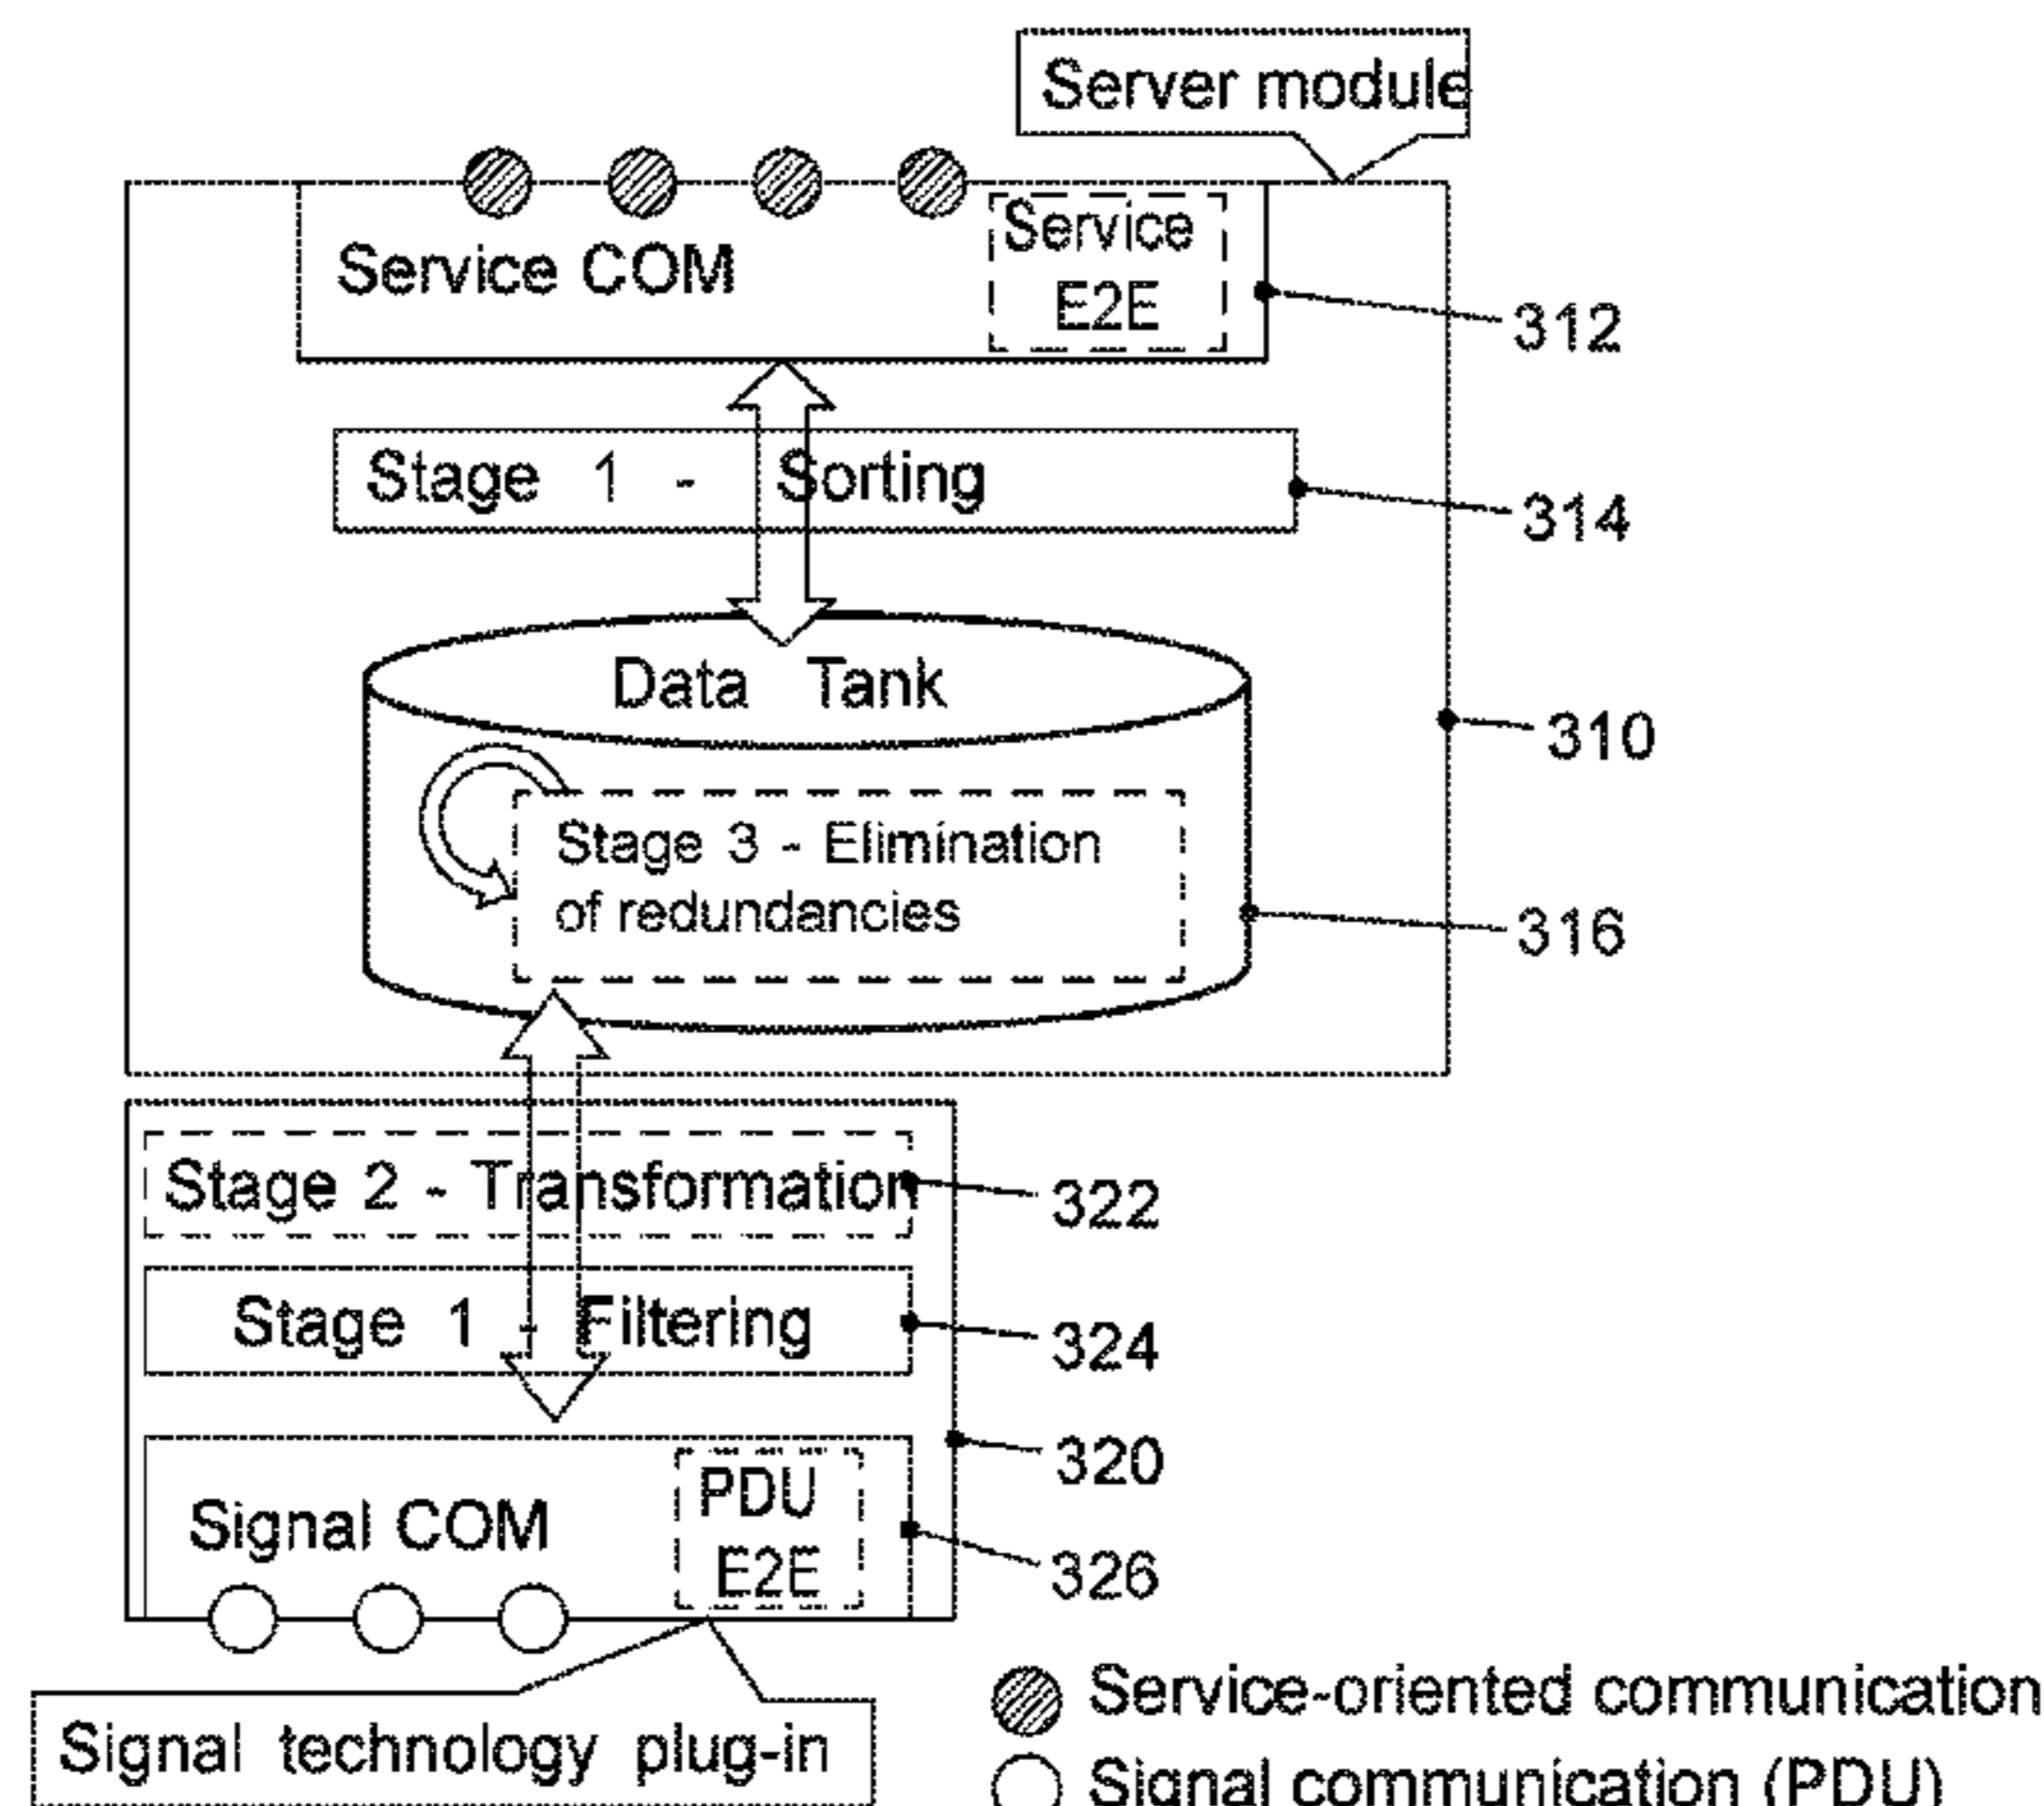 Server module
Service COM
Service
E2E
312
Stage 1 - Sorting
314
Data Tank
310
Stage 3 - Elimination
of redundancies
316
Stage 2 - Transformation
322
Stage 1 - Filtering
324
320
Signal COM
PDU
E2E
326
Signal technology plug-in
Service-oriented communication
Signal communication (PDU)